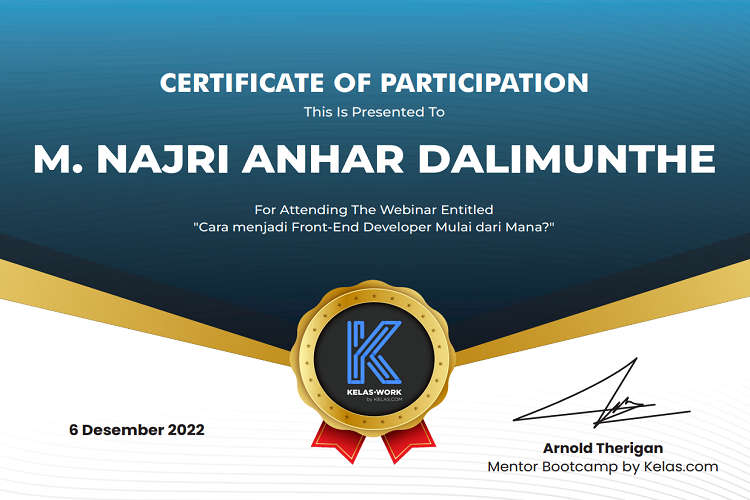 CERTIFICATE OF PARTICIPATION
This Is Presented To
M. NAJRI ANHAR DALIMUNTHE
For Attending The Webinar Entitled
"Cara menjadi Front-End Developer Mulai dari Mana?"
K
KELAS•WORK
by KELAS.COM
6 Desember 2022
Arnold Therigan
Mentor Bootcamp by Kelas.com